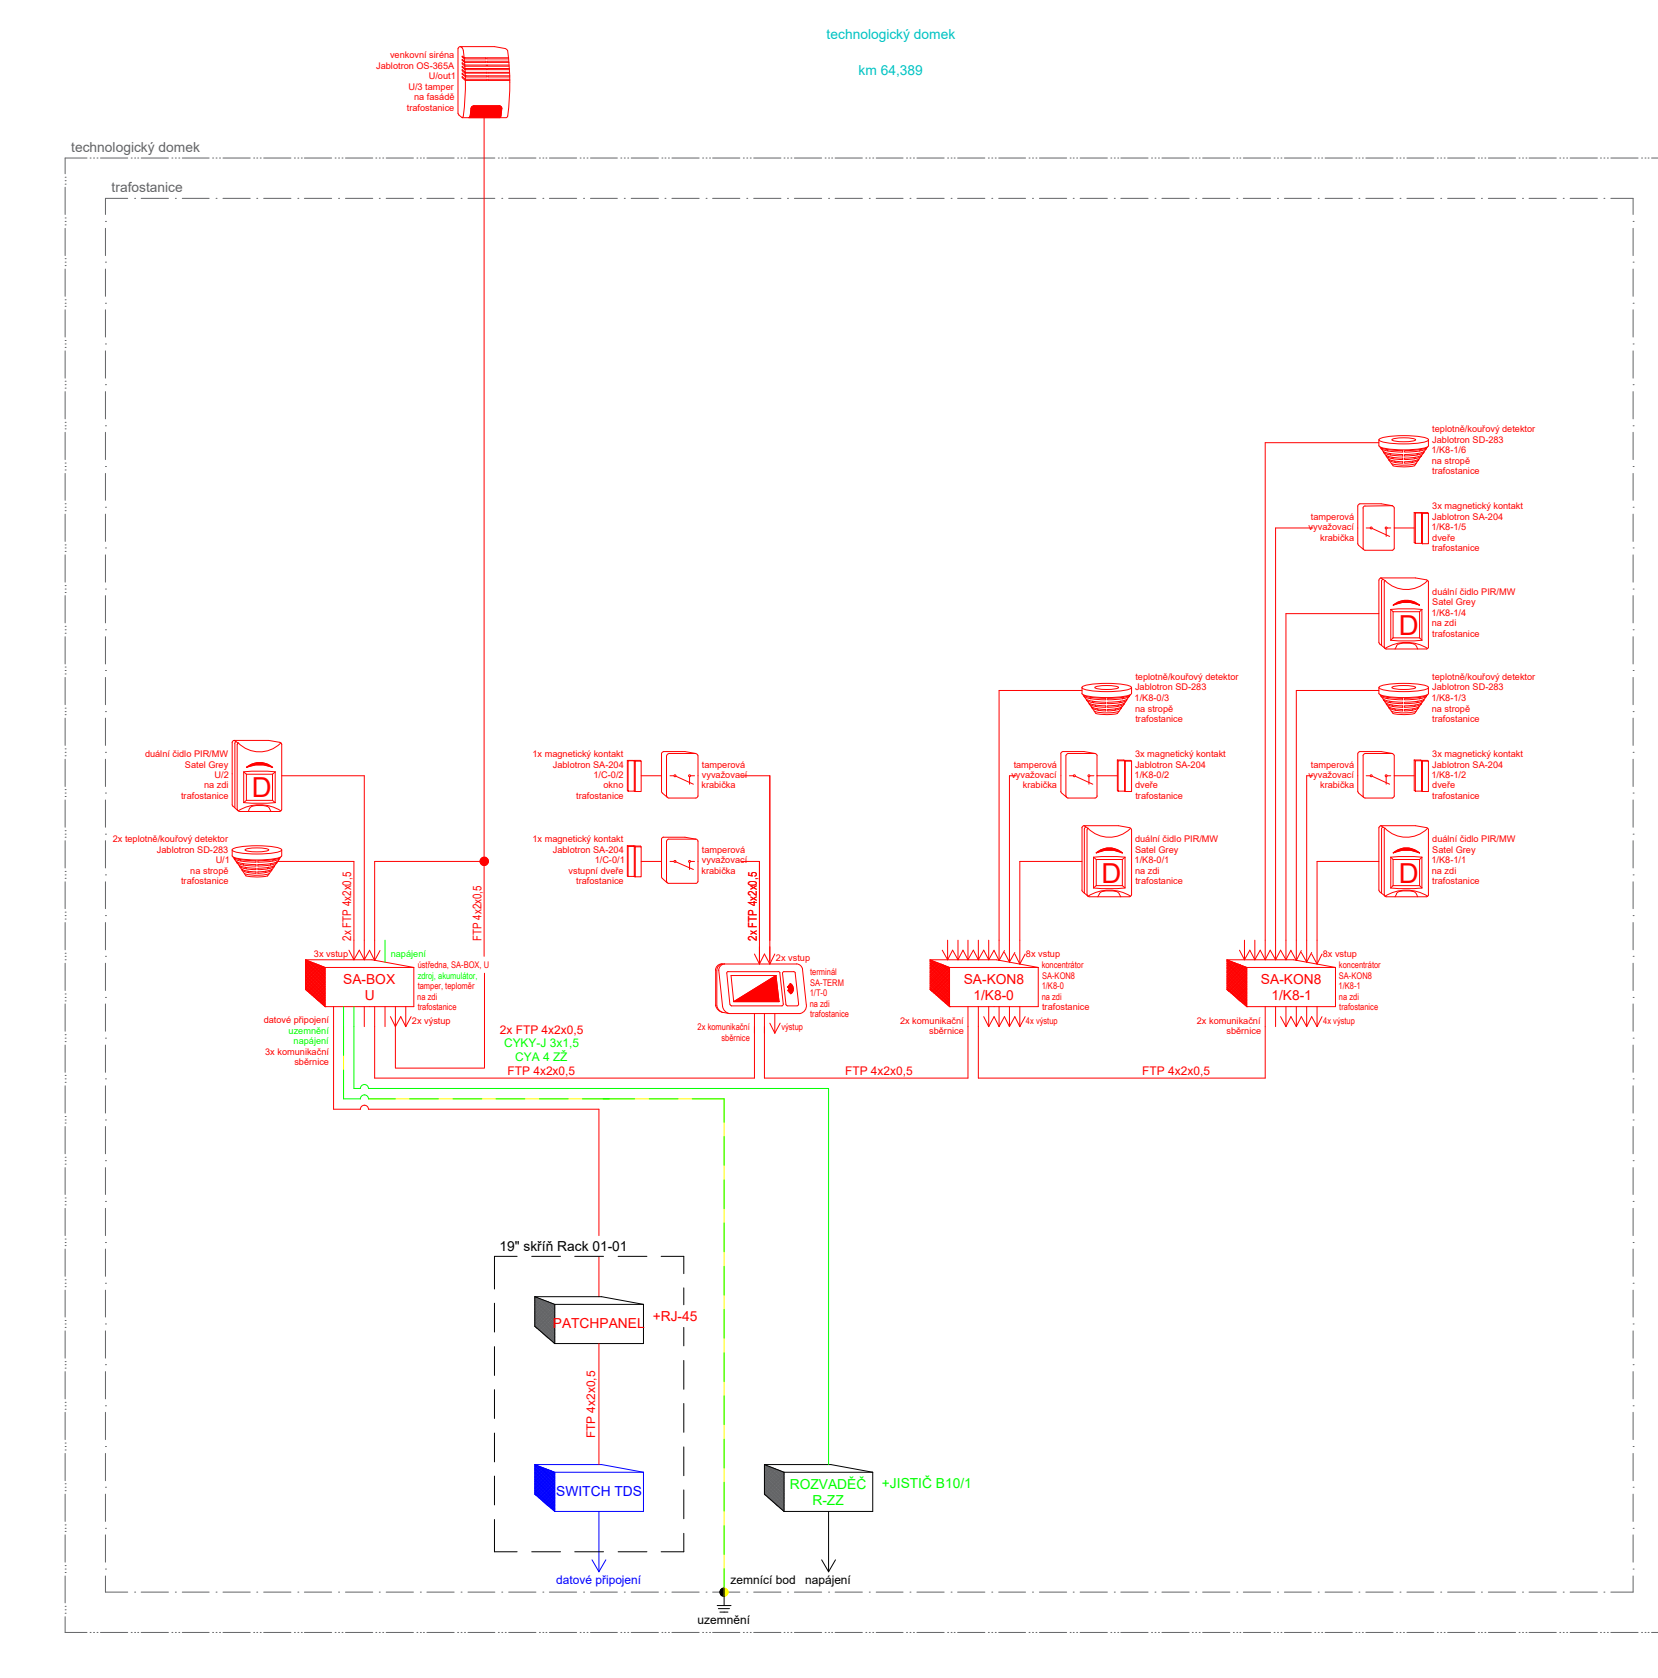 technologický domek
km 64,389
venkovní siréna
Jablotron OS-365A
U/out1
U/3 tamper
na fasádě
trafostanice
technologický domek
trafostanice
teplotně/kouřový detektor
Jablotron SD-283
1/K8-1/6
na stropě
trafostanice
tamperová
vyvažovací
krabička
3x magnetický kontakt
Jablotron SA-204
1/K8-1/5
dveře
trafostanice
duální čidlo PIR/MW
Satel Grey
1/K8-1/4
na zdi
trafostanice
D
teplotně/kouřový detektor
Jablotron SD-283
1/K8-0/3
na stropě
trafostanice
teplotně/kouřový detektor
Jablotron SD-283
1/K8-1/3
na stropě
trafostanice
duální čidlo PIR/MW
Satel Grey
U/2
na zdi
trafostanice
D
1x magnetický kontakt
Jablotron SA-204
1/C-0/2
okno
trafostanice
tamperová
vyvažovací
krabička
tamperová
vyvažovací
krabička
3x magnetický kontakt
Jablotron SA-204
1/K8-0/2
dveře
trafostanice
tamperová
vyvažovací
krabička
3x magnetický kontakt
Jablotron SA-204
1/K8-1/2
dveře
trafostanice
2x teplotně/kouřový detektor
Jablotron SD-283
U/1
na stropě
trafostanice
1x magnetický kontakt
Jablotron SA-204
1/C-0/1
vstupní dveře
trafostanice
tamperová
vyvažovací
krabička
D
duální čidlo PIR/MW
Satel Grey
1/K8-0/1
na zdi
trafostanice
D
duální čidlo PIR/MW
Satel Grey
1/K8-1/1
na zdi
trafostanice
2x FTP 4x2x0,5
FTP 4x2x0,5
2x FTP 4x2x0,5
3x vstup
napájení
SA-BOX
U
ústředna, SA-BOX, U
zdroj, akumulátor,
tamper, teploměr
na zdi
trafostanice
2x výstup
datové připojení
uzemnění
napájení
3x komunikační
sběrnice
2x vstup
terminál
SA-TERM
1/T-0
na zdi
trafostanice
2x komunikační
sběrnice
výstup
8x vstup
SA-KON8
1/K8-0
koncentrátor
SA-KON8
1/K8-0
na zdi
trafostanice
2x komunikační
sběrnice
4x výstup
8x vstup
SA-KON8
1/K8-1
koncentrátor
SA-KON8
1/K8-1
na zdi
trafostanice
2x komunikační
sběrnice
4x výstup
2x FTP 4x2x0,5
CYKY-J 3x1,5
CYA 4 ZŽ
FTP 4x2x0,5
FTP 4x2x0,5
FTP 4x2x0,5
19" skříň Rack 01-01
PATCHPANEL
+RJ-45
FTP 4x2x0,5
SWITCH TDS
ROZVADĚČ
R-ZZ
+JISTIČ B10/1
datové připojení
zemnící bod
napájení
uzemnění